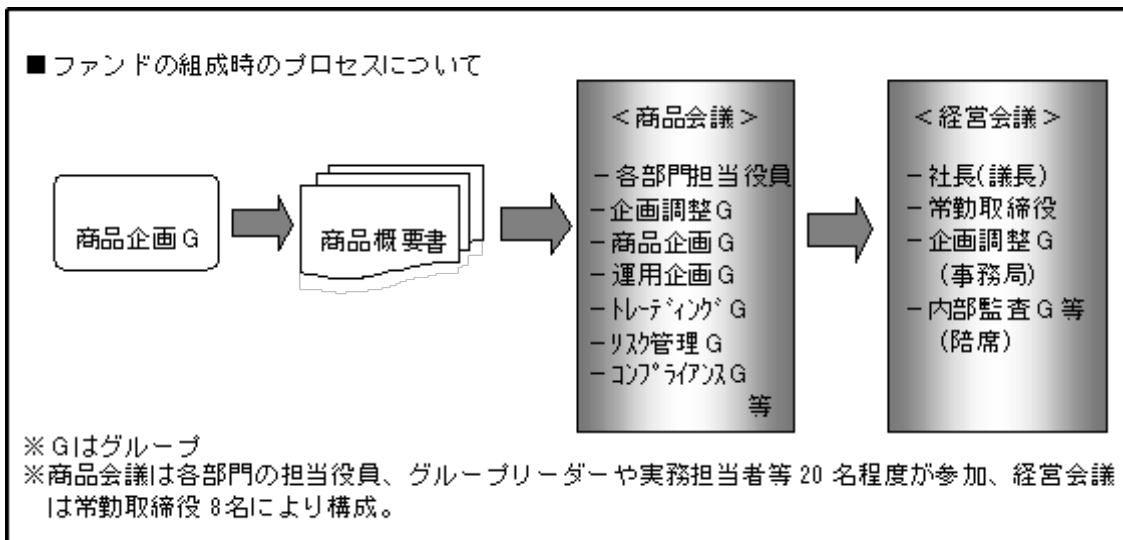 ■ファンドの組成時のプロセスについて
商品企画G
商品概要書
<商品会議>
－各部門担当役員
－企画調整G
－商品企画G
－運用企画G
－ﾄﾚｰﾃﾞｨﾝｸﾞG
－ﾘｽｸ管理G
－ｺﾝﾌﾟﾗｲｱﾝｽG
等
<経営会議>
－社長(議長)
－常勤取締役
－企画調整G
(事務局)
－内部監査G等
(陪席)
※Gはグループ
※商品会議は各部門の担当役員、グループリーダーや実務担当者等 20 名程度が参加、経営会議
は常勤取締役 8名により構成。